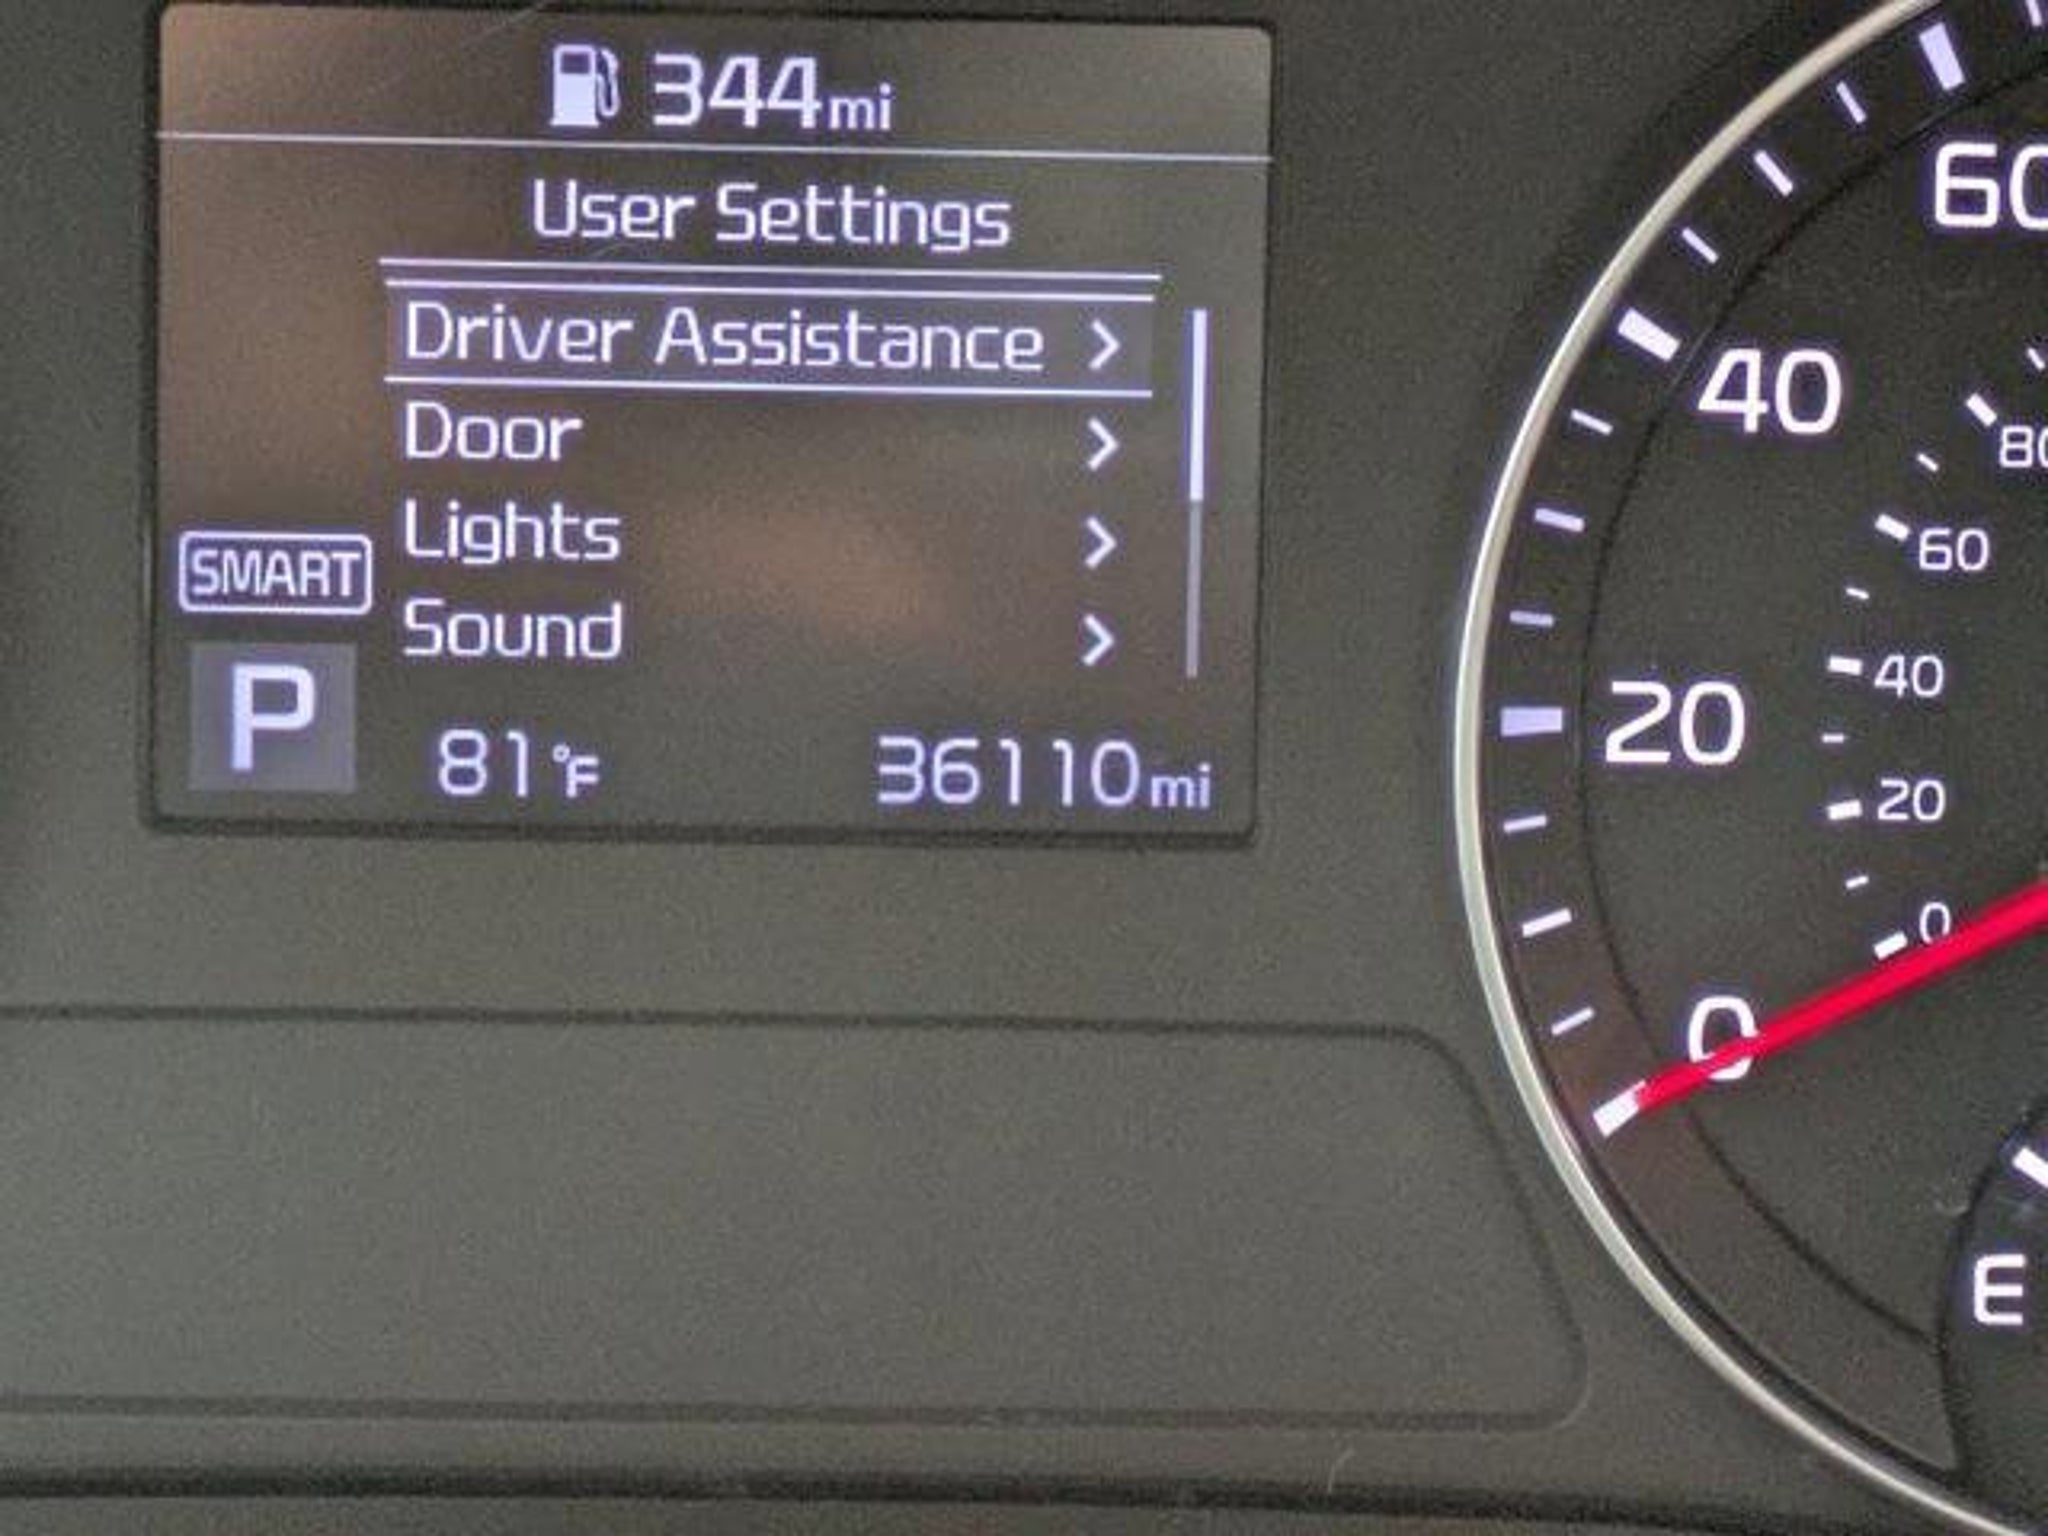 344mi
User Settings
Driver Assistance >
Door >
Lights >
SMART
Sound >
P
81°F 36110mi
60
40
20
0
80
60
40
20
0
E